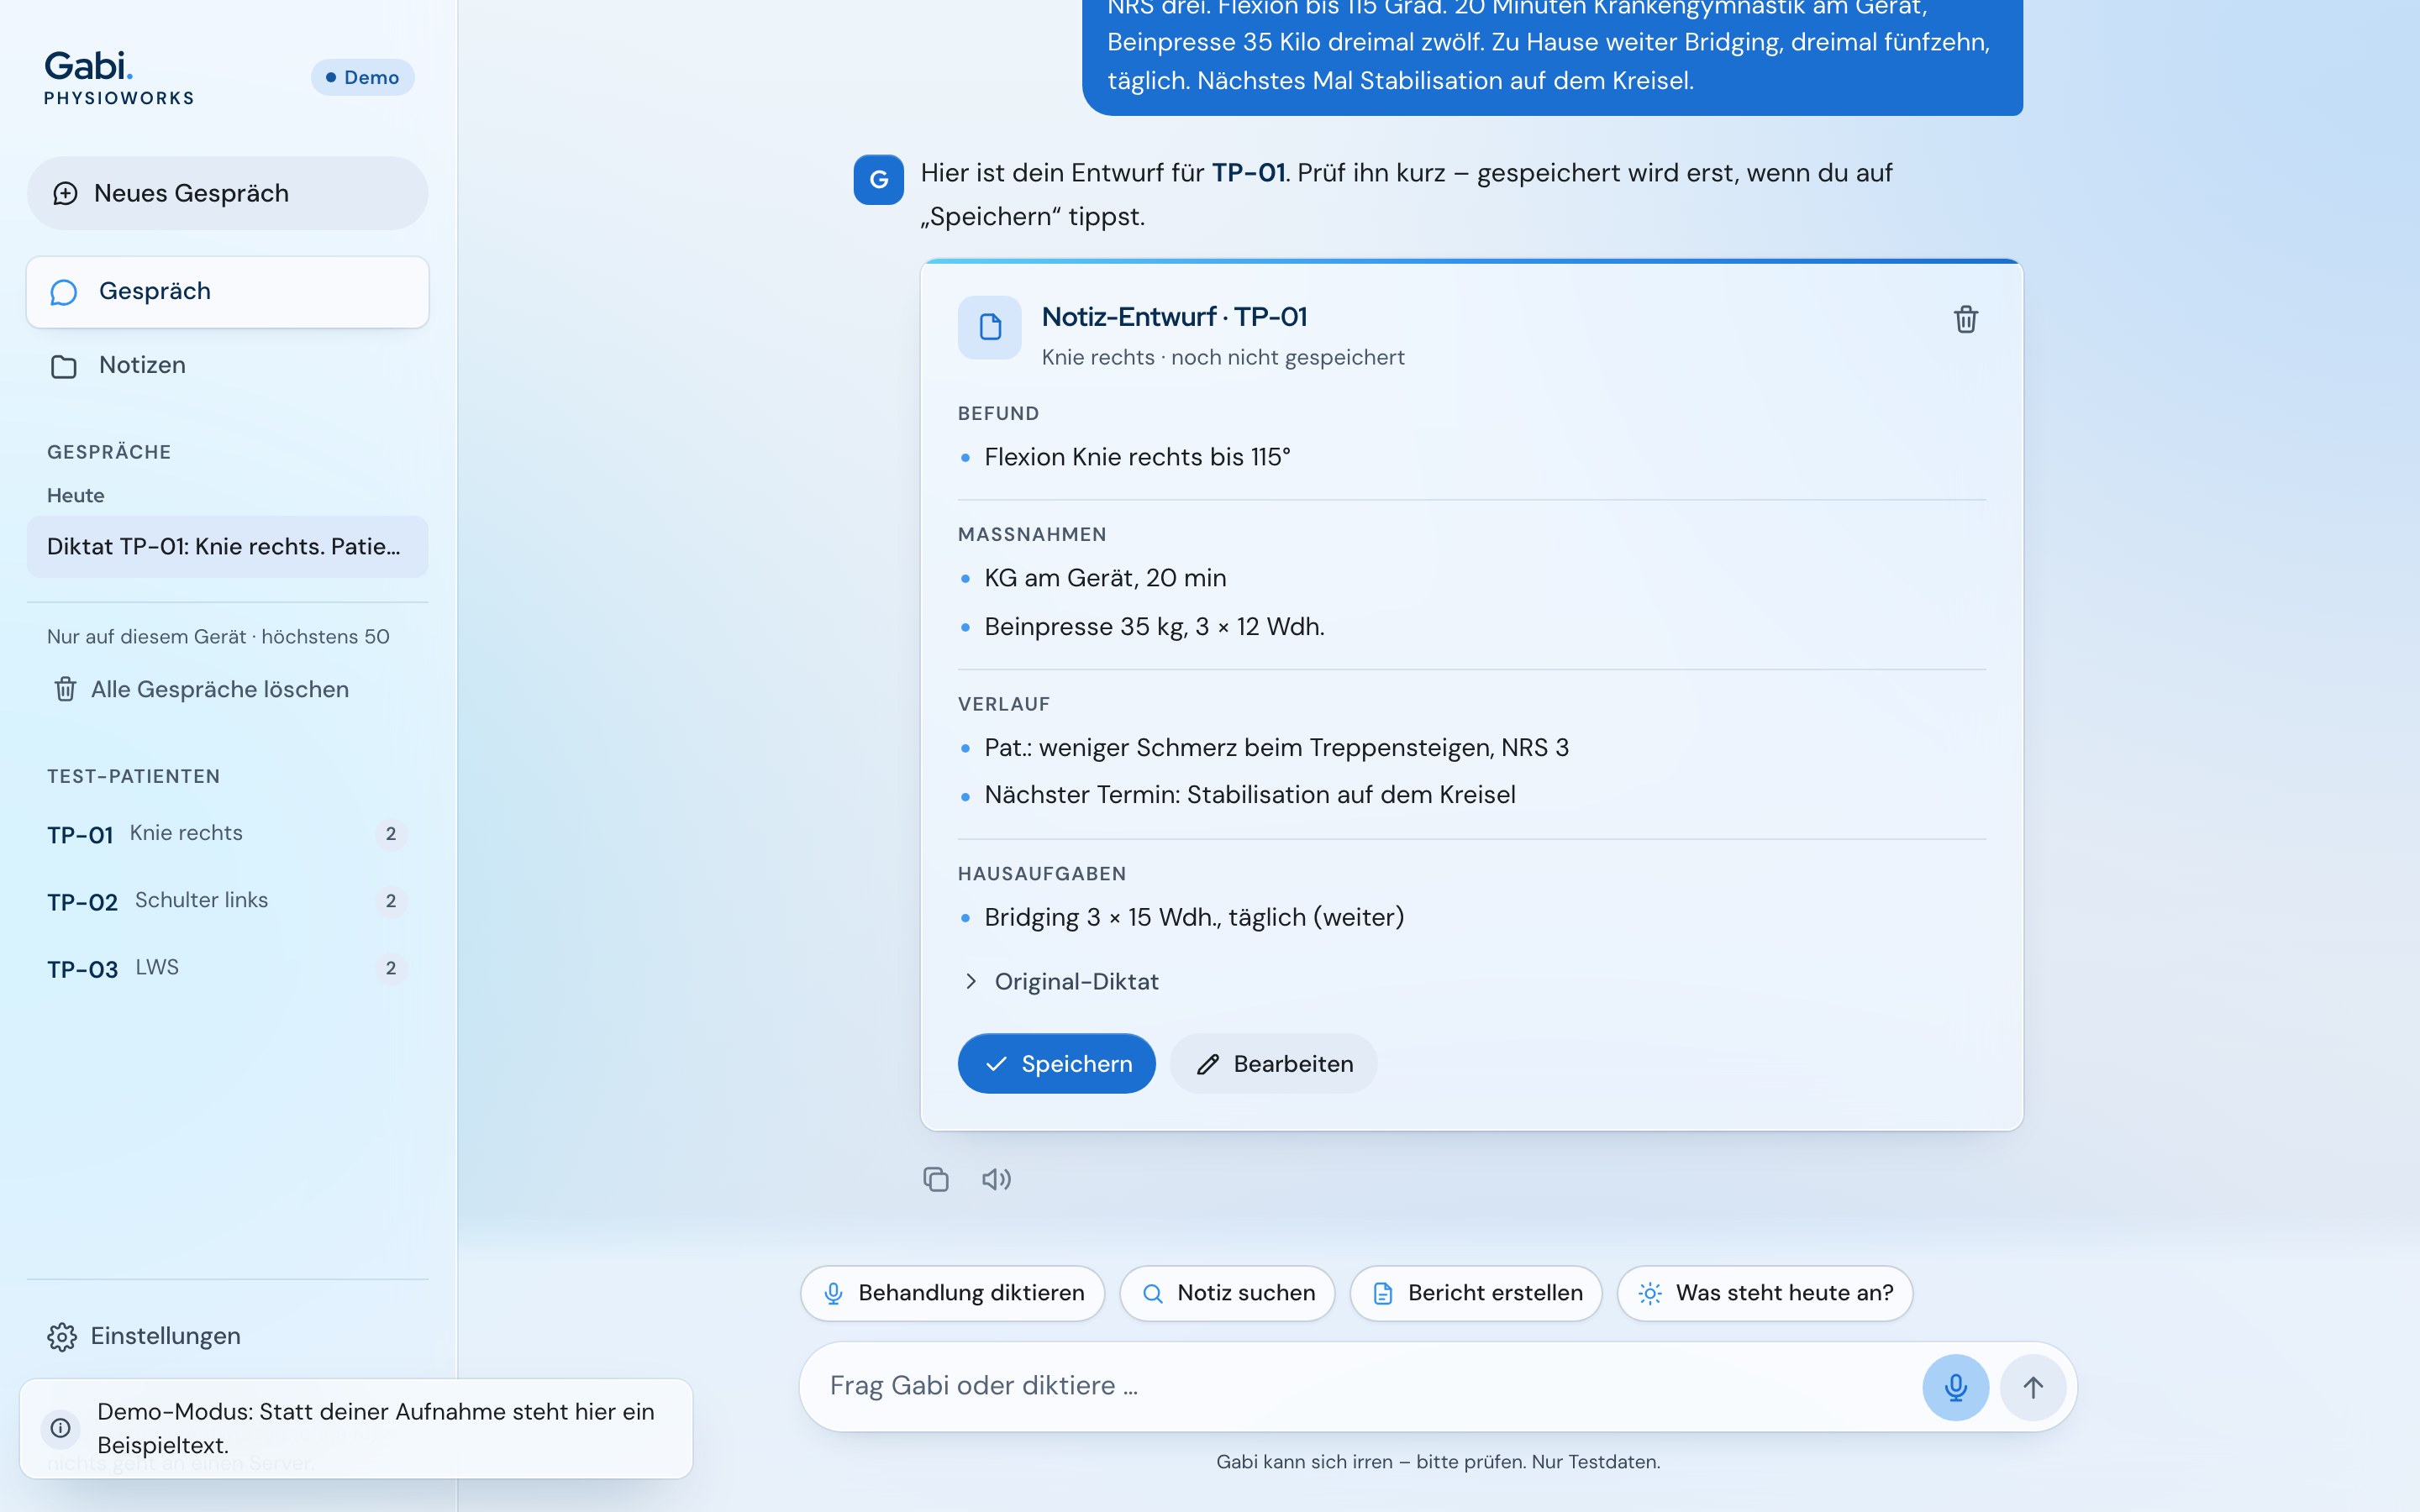 Gabi.
PHYSIOWORKS
Demo
Neues Gespräch
Gespräch
Notizen
GESPRÄCHE
Heute
Diktat TP-01: Knie rechts. Patie...
Nur auf diesem Gerät · höchstens 50
Alle Gespräche löschen
TEST-PATIENTEN
TP-01 Knie rechts 2
TP-02 Schulter links 2
TP-03 LWS 2
Einstellungen
Demo-Modus: Statt deiner Aufnahme steht hier ein
Beispieltext.
nichts geht an einen Server.
NRS drei. Flexion bis 115 Grad. 20 Minuten Krankengymnastik am Gerät,
Beinpresse 35 Kilo dreimal zwölf. Zu Hause weiter Bridging, dreimal fünfzehn,
täglich. Nächstes Mal Stabilisation auf dem Kreisel.
G
Hier ist dein Entwurf für TP-01. Prüf ihn kurz – gespeichert wird erst, wenn du auf
„Speichern“ tippst.
Notiz-Entwurf · TP-01
Knie rechts · noch nicht gespeichert
BEFUND
• Flexion Knie rechts bis 115°
MASSNAHMEN
• KG am Gerät, 20 min
• Beinpresse 35 kg, 3 × 12 Wdh.
VERLAUF
• Pat.: weniger Schmerz beim Treppensteigen, NRS 3
• Nächster Termin: Stabilisation auf dem Kreisel
HAUSAUFGABEN
• Bridging 3 × 15 Wdh., täglich (weiter)
Original-Diktat
Speichern
Bearbeiten
Behandlung diktieren
Notiz suchen
Bericht erstellen
Was steht heute an?
Frag Gabi oder diktiere ...
Gabi kann sich irren – bitte prüfen. Nur Testdaten.